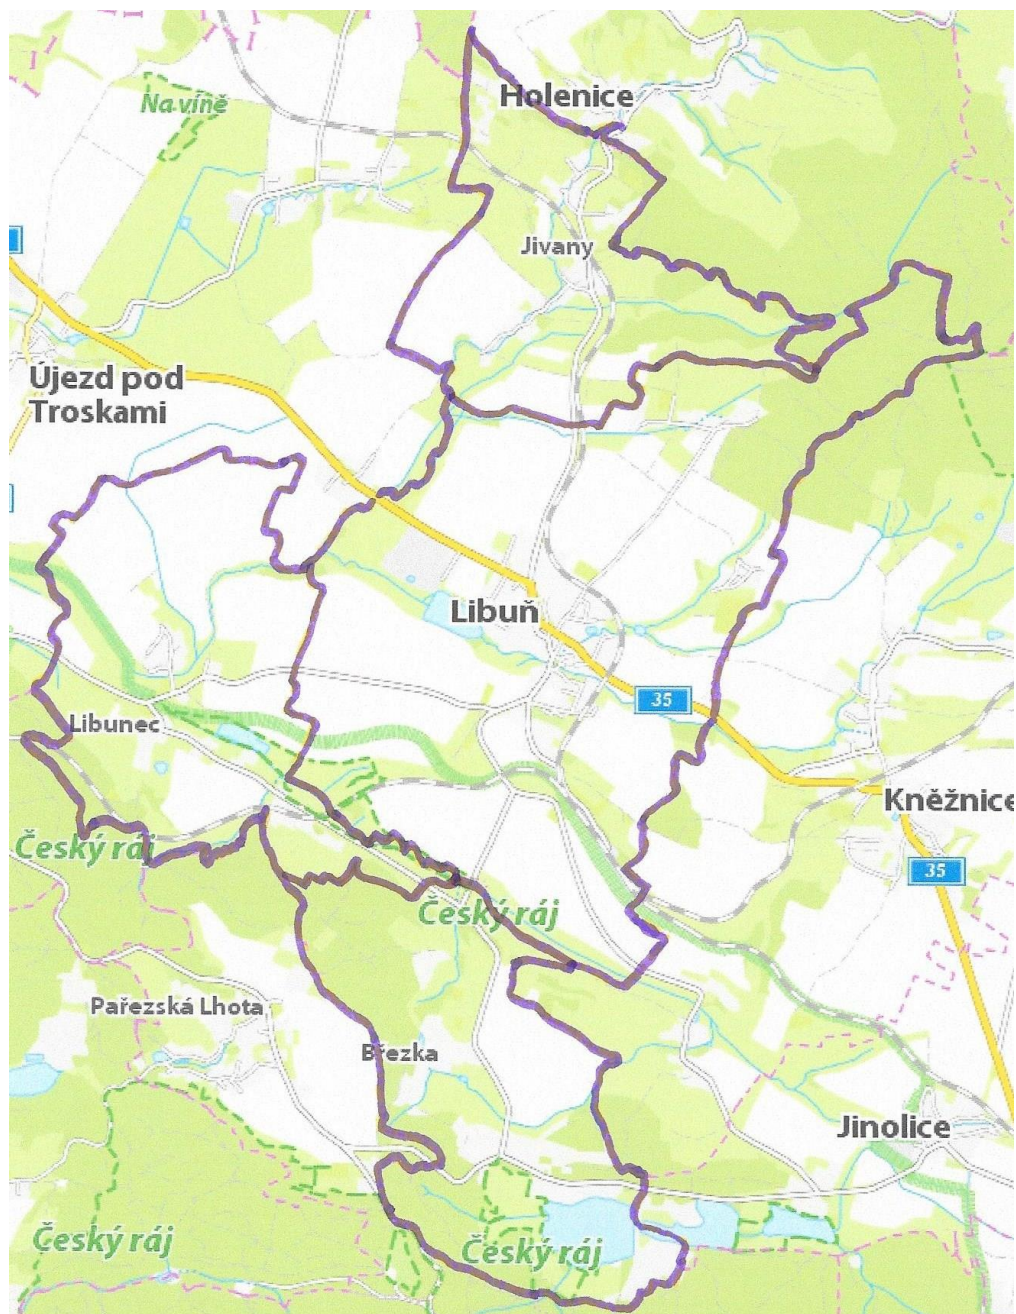 Holenice
Na víně
Jivany
Újezd pod
Troskami
Libuň
35
Libunec
Kněžnice
Český ráj
35
Český ráj
Pařezská Lhota
Březka
Jinolice
Český ráj
Český ráj